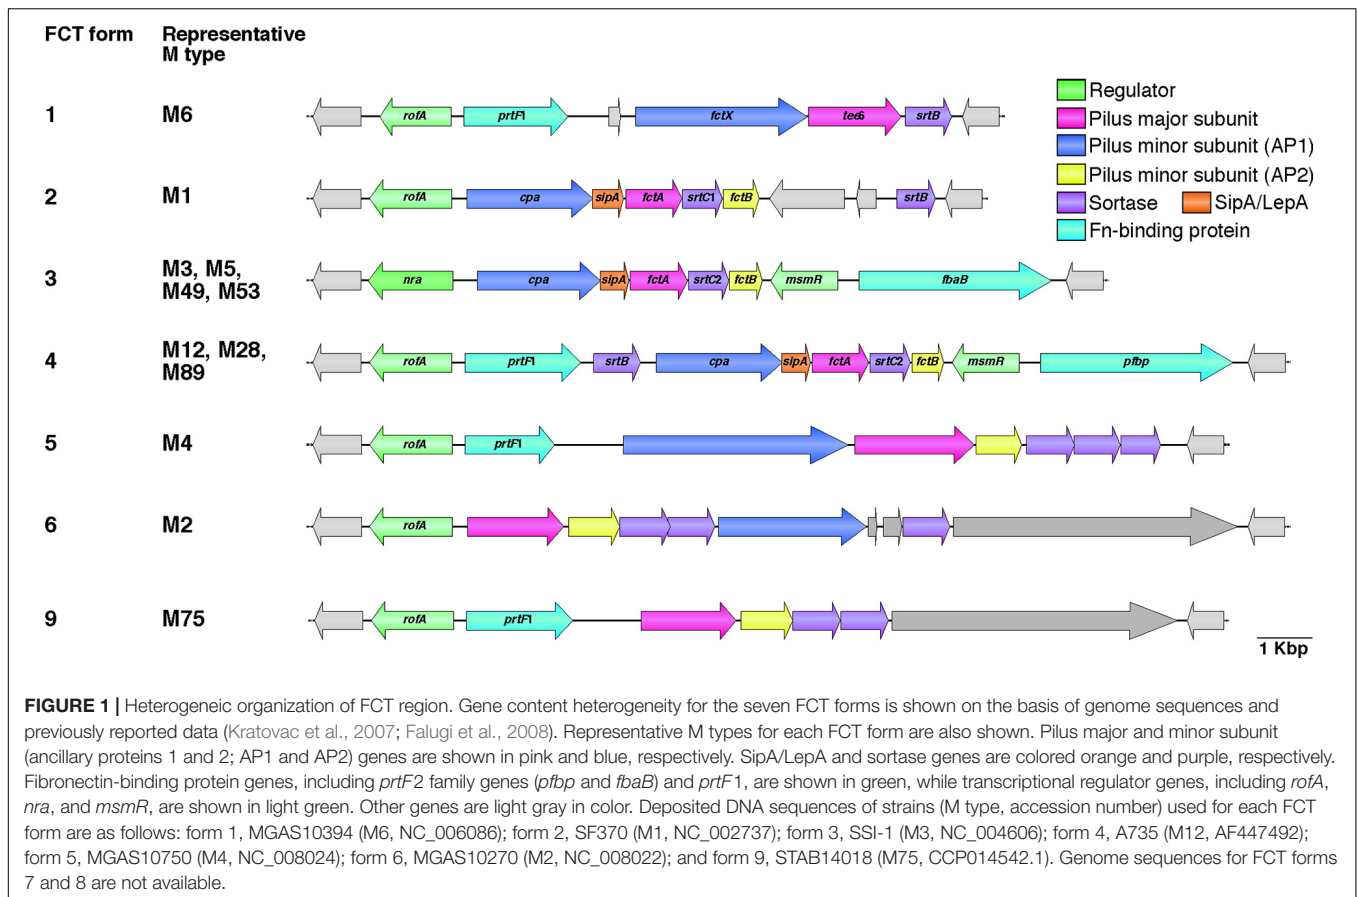 FCT form
Representative
M type
Regulator
Pilus major subunit
Pilus minor subunit (AP1)
Pilus minor subunit (AP2)
Sortase
SipA/LepA
Fn-binding protein
1
M6
rofA
prtF1
fctX
tee6
srtB
2
M1
rofA
cpa
sipA
fctA
srtC1
fctB
srtB
3
M3, M5,
M49, M53
nra
cpa
sipA
fctA
srtC2
fctB
msmR
fbaB
4
M12, M28,
M89
rofA
prtF1
srtB
cpa
sipA
fctA
srtC2
fctB
msmR
pfbp
5
M4
rofA
prtF1
6
M2
rofA
9
M75
rofA
prtF1
1 Kbp
FIGURE 1 | Heterogeneic organization of FCT region. Gene content heterogeneity for the seven FCT forms is shown on the basis of genome sequences and
previously reported data (Kratovac et al., 2007; Falugi et al., 2008). Representative M types for each FCT form are also shown. Pilus major and minor subunit
(ancillary proteins 1 and 2; AP1 and AP2) genes are shown in pink and blue, respectively. SipA/LepA and sortase genes are colored orange and purple, respectively.
Fibronectin-binding protein genes, including prtF2 family genes (pfbp and fbaB) and prtF1, are shown in green, while transcriptional regulator genes, including rofA,
nra, and msmR, are shown in light green. Other genes are light gray in color. Deposited DNA sequences of strains (M type, accession number) used for each FCT
form are as follows: form 1, MGAS10394 (M6, NC_006086); form 2, SF370 (M1, NC_002737); form 3, SSI-1 (M3, NC_004606); form 4, A735 (M12, AF447492);
form 5, MGAS10750 (M4, NC_008024); form 6, MGAS10270 (M2, NC_008022); and form 9, STAB14018 (M75, CCP014542.1). Genome sequences for FCT forms
7 and 8 are not available.